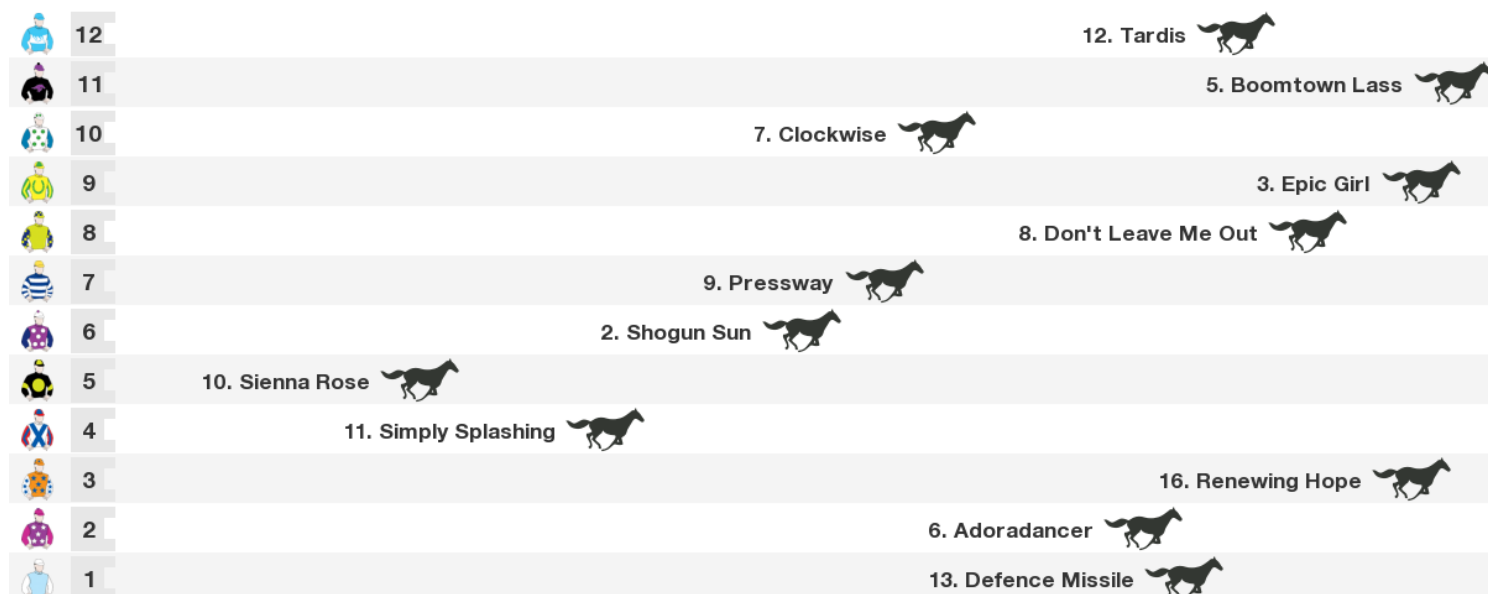 12 12. Tardis
11 5. Boomtown Lass
10 7. Clockwise
9 3. Epic Girl
8 8. Don't Leave Me Out
7 9. Pressway
6 2. Shogun Sun
5 10. Sienna Rose
4 11. Simply Splashing
3 16. Renewing Hope
2 6. Adoradancer
1 13. Defence Missile